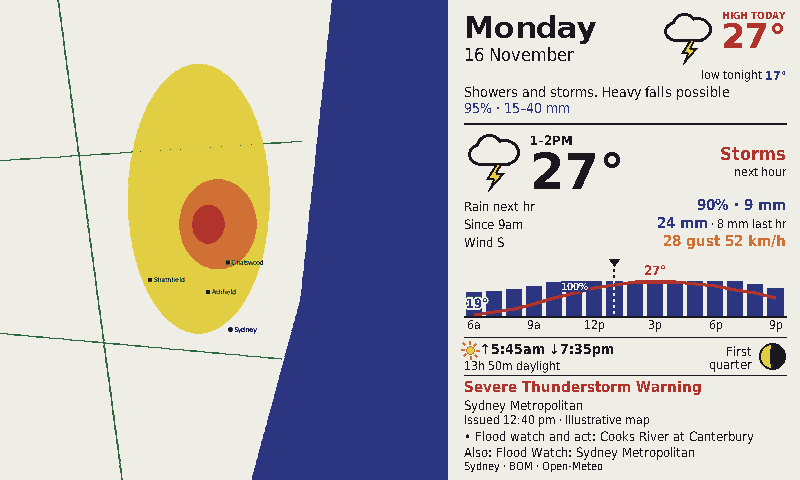 Monday
16 November
HIGH TODAY
27°
low tonight 17°
Showers and storms. Heavy falls possible
95% · 15–40 mm
1–2PM
27°
Storms
next hour
Rain next hr 90% · 9 mm
Since 9am 24 mm · 8 mm last hr
Wind S 28 gust 52 km/h
27°
100%
19°
6a 9a 12p 3p 6p 9p
↑5:45am ↓7:35pm
13h 50m daylight
First
quarter
Severe Thunderstorm Warning
Sydney Metropolitan
Issued 12:40 pm · Illustrative map
• Flood watch and act: Cooks River at Canterbury
Also: Flood Watch: Sydney Metropolitan
Sydney · BOM · Open-Meteo
Chatswood
Strathfield
Ashfield
Sydney